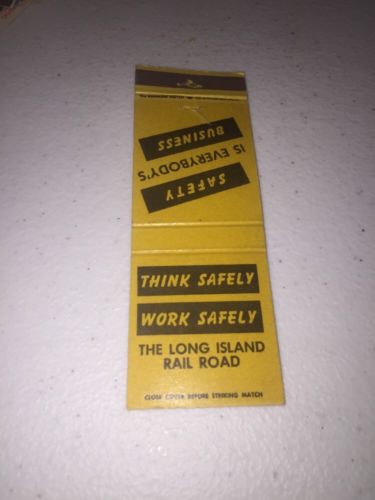 SAFETY
IS EVERYBODY'S
BUSINESS
THINK SAFELY
WORK SAFELY
THE LONG ISLAND
RAIL ROAD
CLOSE COVER BEFORE STRIKING MATCH